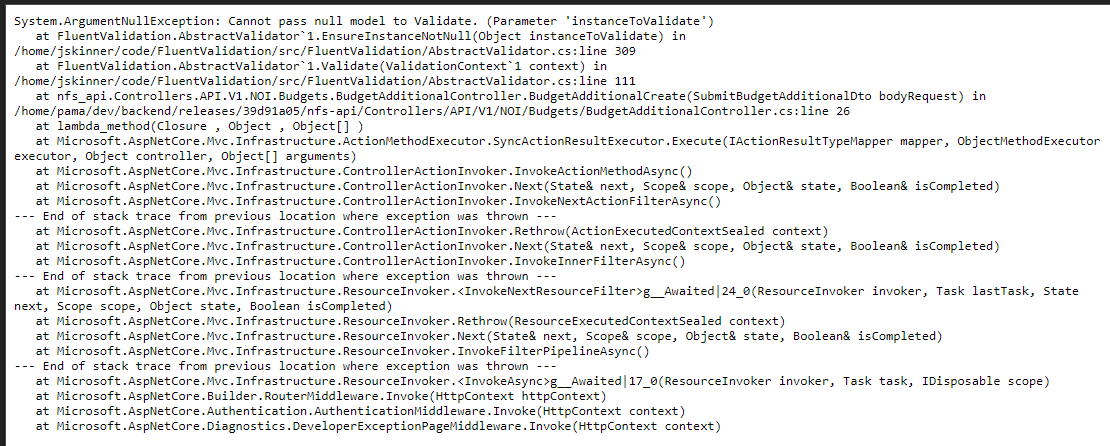 System.ArgumentNullException: Cannot pass null model to Validate. (Parameter 'instanceToValidate')
   at FluentValidation.AbstractValidator`1.EnsureInstanceNotNull(Object instanceToValidate) in
/home/jskinner/code/FluentValidation/src/FluentValidation/AbstractValidator.cs:line 309
   at FluentValidation.AbstractValidator`1.Validate(ValidationContext`1 context) in
/home/jskinner/code/FluentValidation/src/FluentValidation/AbstractValidator.cs:line 111
   at nfs_api.Controllers.API.V1.NOI.Budgets.BudgetAdditionalController.BudgetAdditionalCreate(SubmitBudgetAdditionalDto bodyRequest) in
/home/pama/dev/backend/releases/39d91a05/nfs-api/Controllers/API/V1/NOI/Budgets/BudgetAdditionalController.cs:line 26
   at lambda_method(Closure , Object , Object[] )
   at Microsoft.AspNetCore.Mvc.Infrastructure.ActionMethodExecutor.SyncActionResultExecutor.Execute(IActionResultTypeMapper mapper, ObjectMethodExecutor
executor, Object controller, Object[] arguments)
   at Microsoft.AspNetCore.Mvc.Infrastructure.ControllerActionInvoker.InvokeActionMethodAsync()
   at Microsoft.AspNetCore.Mvc.Infrastructure.ControllerActionInvoker.Next(State& next, Scope& scope, Object& state, Boolean& isCompleted)
   at Microsoft.AspNetCore.Mvc.Infrastructure.ControllerActionInvoker.InvokeNextActionFilterAsync()
--- End of stack trace from previous location where exception was thrown ---
   at Microsoft.AspNetCore.Mvc.Infrastructure.ControllerActionInvoker.Rethrow(ActionExecutedContextSealed context)
   at Microsoft.AspNetCore.Mvc.Infrastructure.ControllerActionInvoker.Next(State& next, Scope& scope, Object& state, Boolean& isCompleted)
   at Microsoft.AspNetCore.Mvc.Infrastructure.ControllerActionInvoker.InvokeInnerFilterAsync()
--- End of stack trace from previous location where exception was thrown ---
   at Microsoft.AspNetCore.Mvc.Infrastructure.ResourceInvoker.<InvokeNextResourceFilter>g__Awaited|24_0(ResourceInvoker invoker, Task lastTask, State
next, Scope scope, Object state, Boolean isCompleted)
   at Microsoft.AspNetCore.Mvc.Infrastructure.ResourceInvoker.Rethrow(ResourceExecutedContextSealed context)
   at Microsoft.AspNetCore.Mvc.Infrastructure.ResourceInvoker.Next(State& next, Scope& scope, Object& state, Boolean& isCompleted)
   at Microsoft.AspNetCore.Mvc.Infrastructure.ResourceInvoker.InvokeFilterPipelineAsync()
--- End of stack trace from previous location where exception was thrown ---
   at Microsoft.AspNetCore.Mvc.Infrastructure.ResourceInvoker.<InvokeAsync>g__Awaited|17_0(ResourceInvoker invoker, Task task, IDisposable scope)
   at Microsoft.AspNetCore.Builder.RouterMiddleware.Invoke(HttpContext httpContext)
   at Microsoft.AspNetCore.Authentication.AuthenticationMiddleware.Invoke(HttpContext context)
   at Microsoft.AspNetCore.Diagnostics.DeveloperExceptionPageMiddleware.Invoke(HttpContext context)